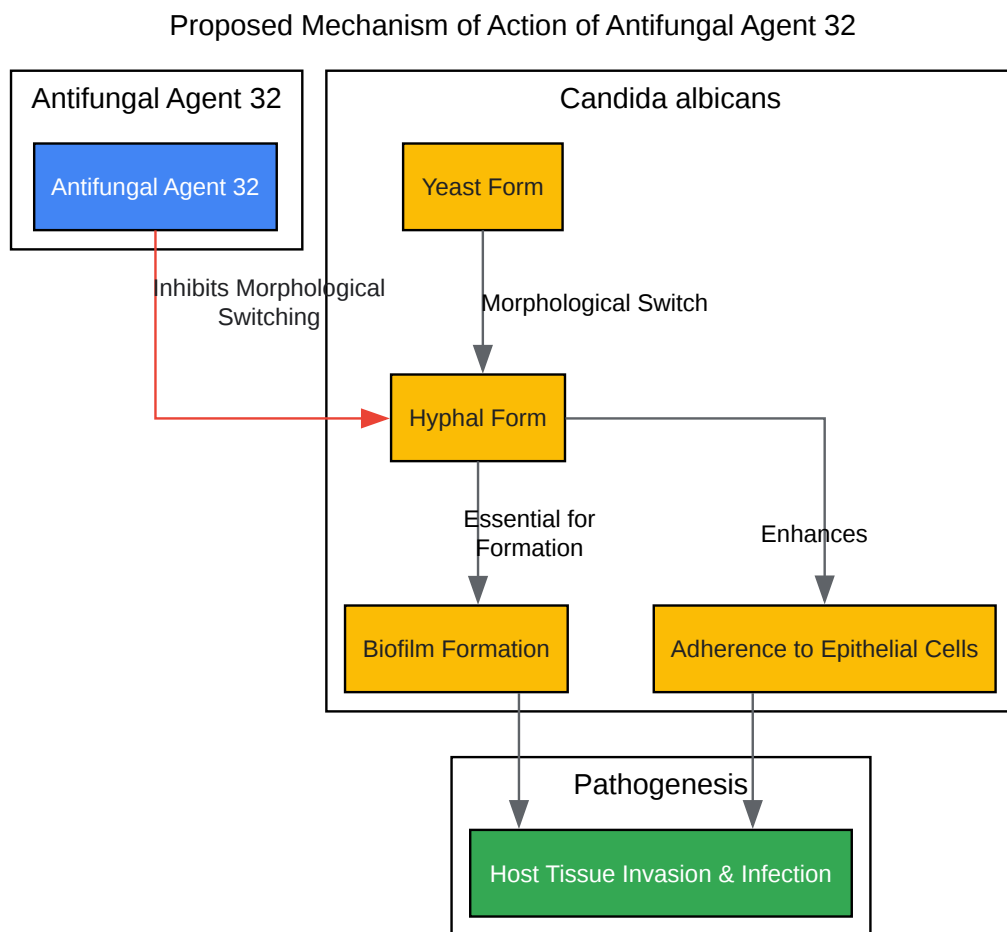 Proposed Mechanism of Action of Antifungal Agent 32
Antifungal Agent 32
Candida albicans
Antifungal Agent 32
Yeast Form
Inhibits Morphological
Switching
Morphological Switch
Hyphal Form
Essential for
Formation
Enhances
Biofilm Formation
Adherence to Epithelial Cells
Pathogenesis
Host Tissue Invasion & Infection